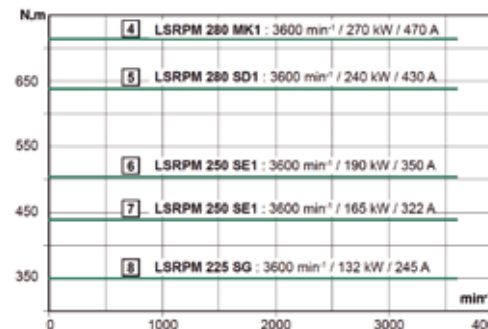 N.m
4 LSRPM 280 MK1 : 3600 min⁻¹ / 270 kW / 470 A
650
5 LSRPM 280 SD1 : 3600 min⁻¹ / 240 kW / 430 A
550
6 LSRPM 250 SE1 : 3600 min⁻¹ / 190 kW / 350 A
450
7 LSRPM 250 SE1 : 3600 min⁻¹ / 165 kW / 322 A
8 LSRPM 225 SG : 3600 min⁻¹ / 132 kW / 245 A
350
min⁻
0 1000 2000 3000 400